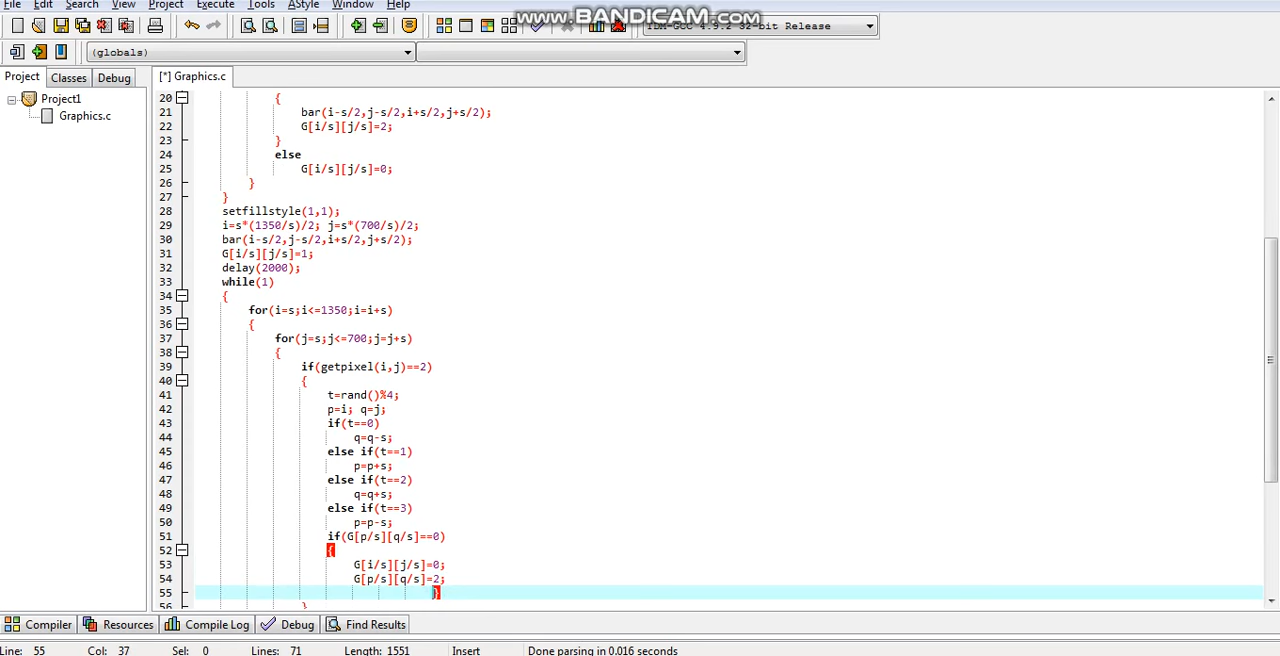 File Edit Search View Project Execute Tools AStyle Window Help
www.BANDICAM.com
TDM-GCC 4.9.2 32-bit Release
(globals)
Project Classes Debug
[*] Graphics.c
Project1
Graphics.c
20 {
21 bar(i-s/2,j-s/2,i+s/2,j+s/2);
22 G[i/s][j/s]=2;
23 }
24 else
25 G[i/s][j/s]=0;
26 }
27 }
28 setfillstyle(1,1);
29 i=s*(1350/s)/2; j=s*(700/s)/2;
30 bar(i-s/2,j-s/2,i+s/2,j+s/2);
31 G[i/s][j/s]=1;
32 delay(2000);
33 while(1)
34 {
35 for(i=s;i<=1350;i=i+s)
36 {
37 for(j=s;j<=700;j=j+s)
38 {
39 if(getpixel(i,j)==2)
40 {
41 t=rand()%4;
42 p=i; q=j;
43 if(t==0)
44 q=q-s;
45 else if(t==1)
46 p=p+s;
47 else if(t==2)
48 q=q+s;
49 else if(t==3)
50 p=p-s;
51 if(G[p/s][q/s]==0)
52 {
53 G[i/s][j/s]=0;
54 G[p/s][q/s]=2;
55 }
56 }
Compiler Resources Compile Log Debug Find Results
Line: 55 Col: 37 Sel: 0 Lines: 71 Length: 1551 Insert Done parsing in 0.016 seconds